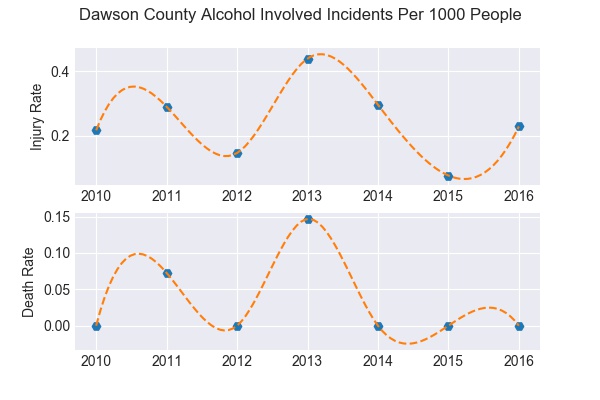 Dawson County Alcohol Involved Incidents Per 1000 People
Injury Rate
0.4
0.2
2010 2011 2012 2013 2014 2015 2016
Death Rate
0.15
0.10
0.05
0.00
2010 2011 2012 2013 2014 2015 2016